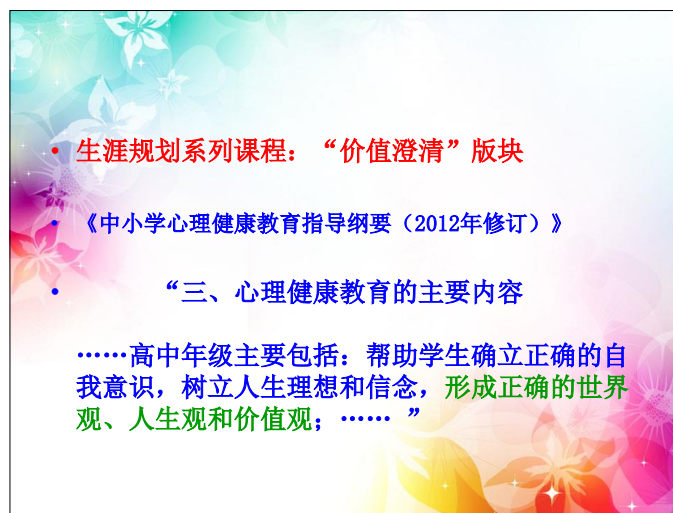 • 生涯规划系列课程：“价值澄清”版块
• 《中小学心理健康教育指导纲要（2012年修订）》
• “三、心理健康教育的主要内容
……高中年级主要包括：帮助学生确立正确的自
我意识，树立人生理想和信念，形成正确的世界
观、人生观和价值观；…… ”